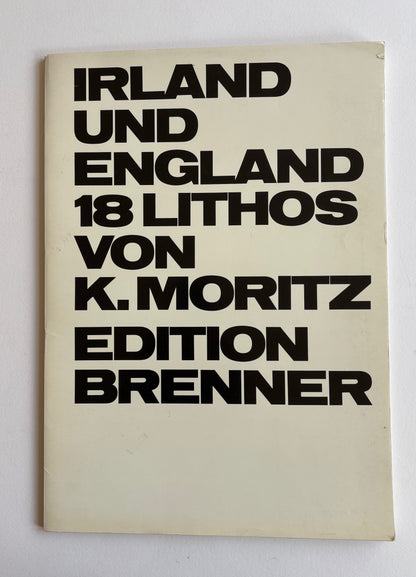 IRLAND
UND
ENGLAND
18 LITHOS
VON
K. MORITZ
EDITION
BRENNER